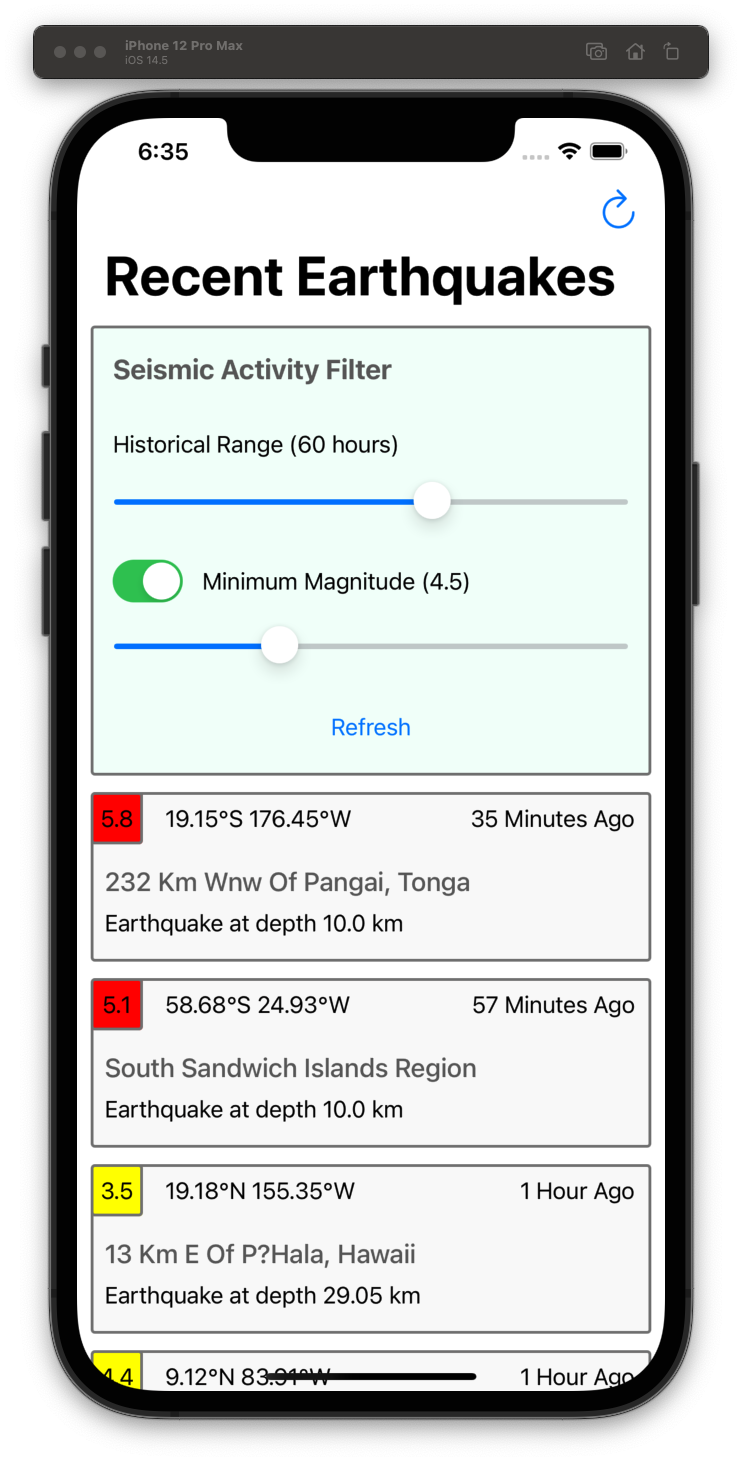 iPhone 12 Pro Max
iOS 14.5
6:35
Recent Earthquakes
Seismic Activity Filter
Historical Range (60 hours)
Minimum Magnitude (4.5)
Refresh
5.8 19.15°S 176.45°W 35 Minutes Ago
232 Km Wnw Of Pangai, Tonga
Earthquake at depth 10.0 km
5.1 58.68°S 24.93°W 57 Minutes Ago
South Sandwich Islands Region
Earthquake at depth 10.0 km
3.5 19.18°N 155.35°W 1 Hour Ago
13 Km E Of P?Hala, Hawaii
Earthquake at depth 29.05 km
4.4 9.12°N 83.91°W 1 Hour Ago